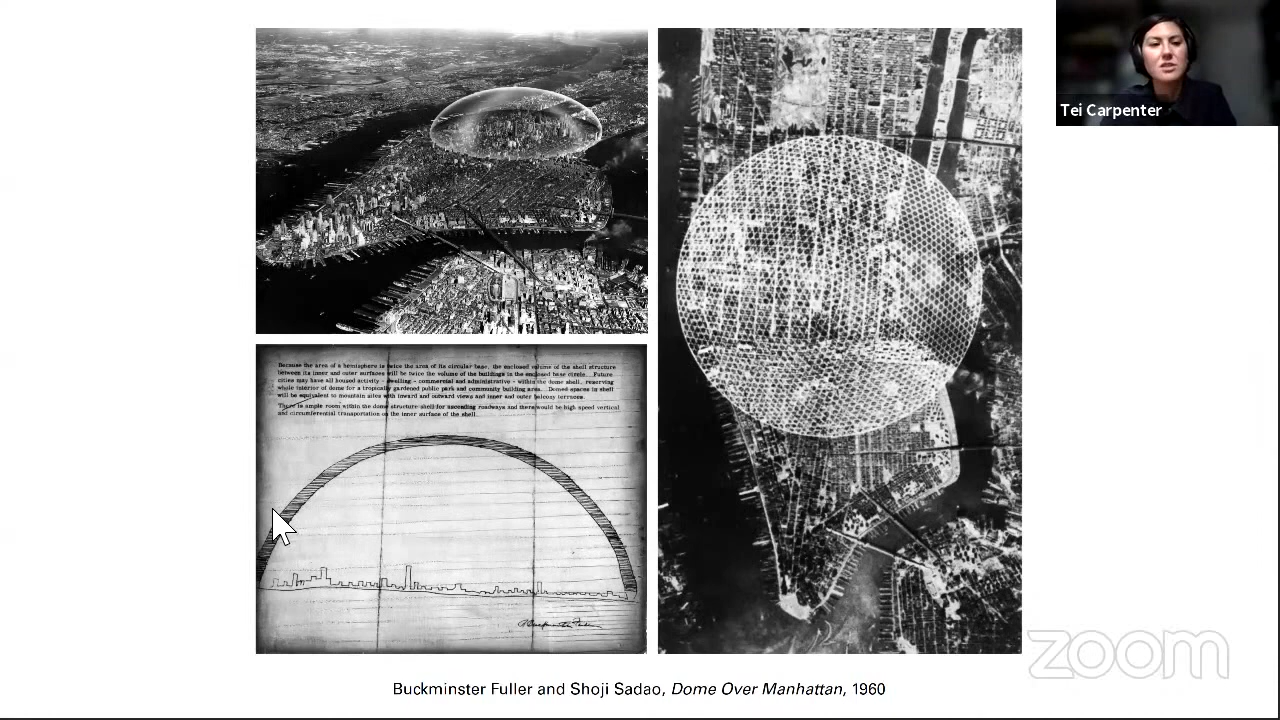 Because the area of a hemisphere is twice the area of its circular base, the enclosed volume of the shell structure
between its inner and outer surfaces will be twice the volume of the buildings in the enclosed base circle. Future
cities may have all housed activity - dwelling - commercial and administrative - within the dome shell, reserving
whole interior of dome for a tropically gardened public park and community building area. Domed spaces in shell
will be equivalent to mountain sites with inward and outward views and inner and outer balcony terraces.
There is ample room within the dome structure shell for roadways and there would be high speed vertical
and circumferential transportation on the inner surface of the shell.
Tei Carpenter
zoom
Buckminster Fuller and Shoji Sadao, Dome Over Manhattan, 1960